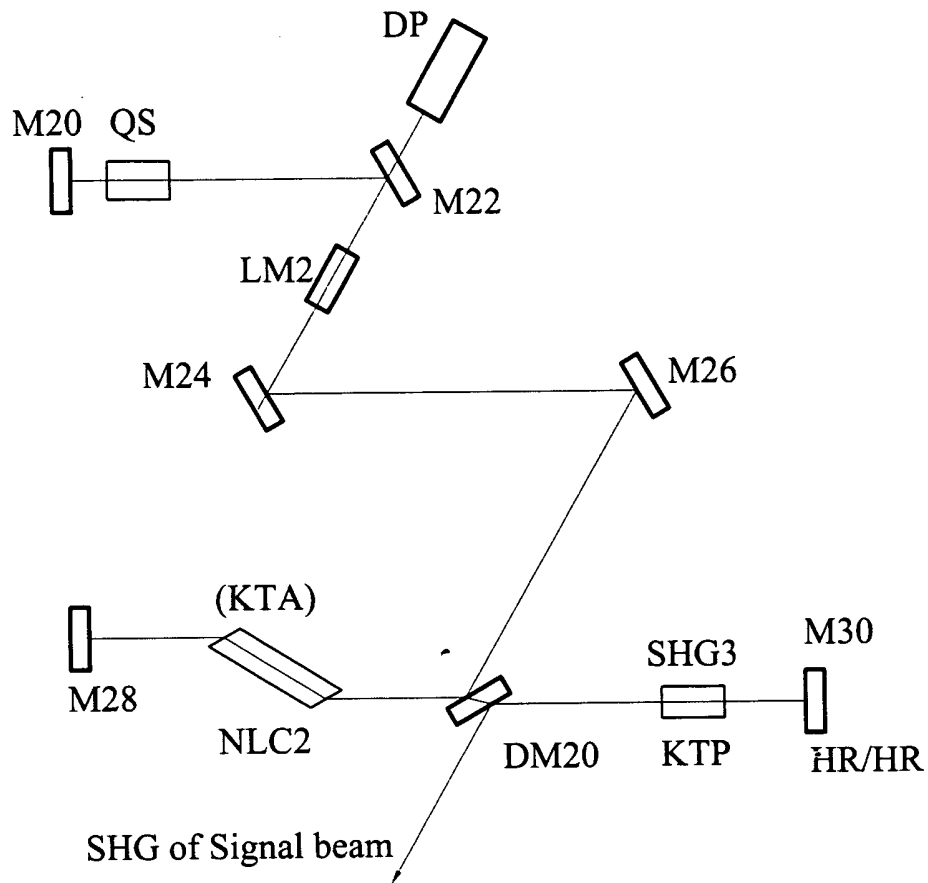 DP
M20
QS
M22
LM2
M24
M26
(KTA)
M28
NLC2
SHG3
M30
DM20
KTP
HR/HR
SHG of Signal beam